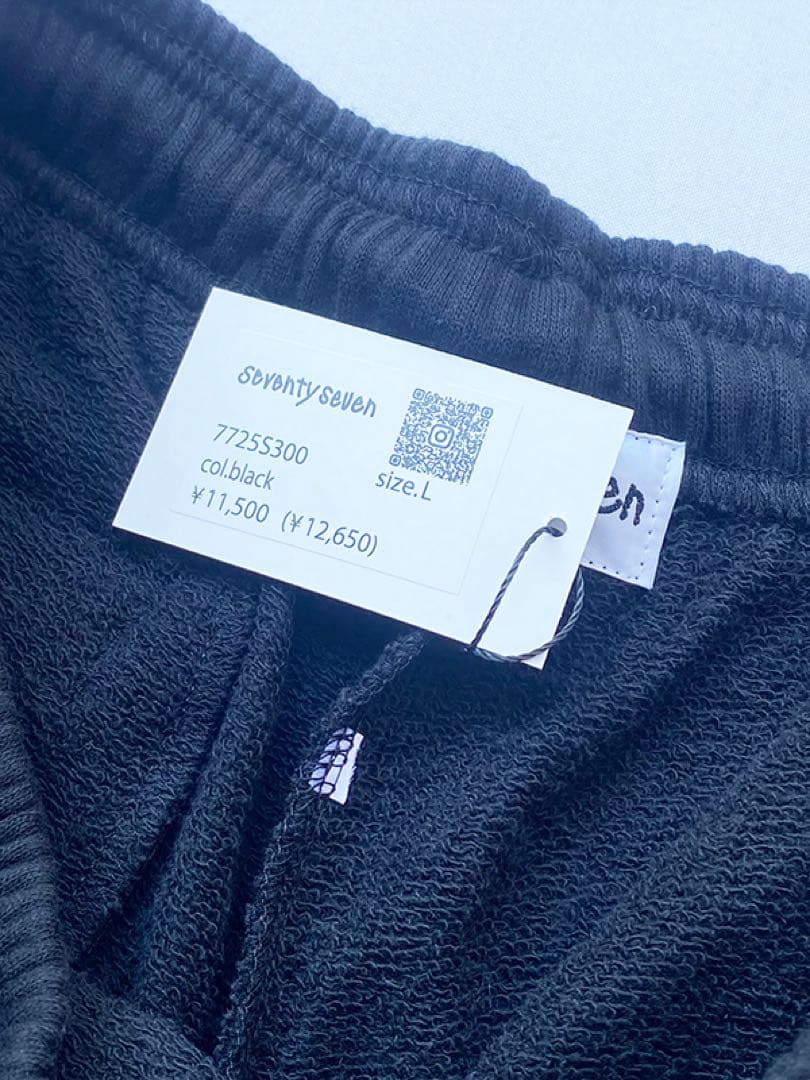 seventyseven
7725S300
col.black
size.L
¥11,500 (¥12,650)
en